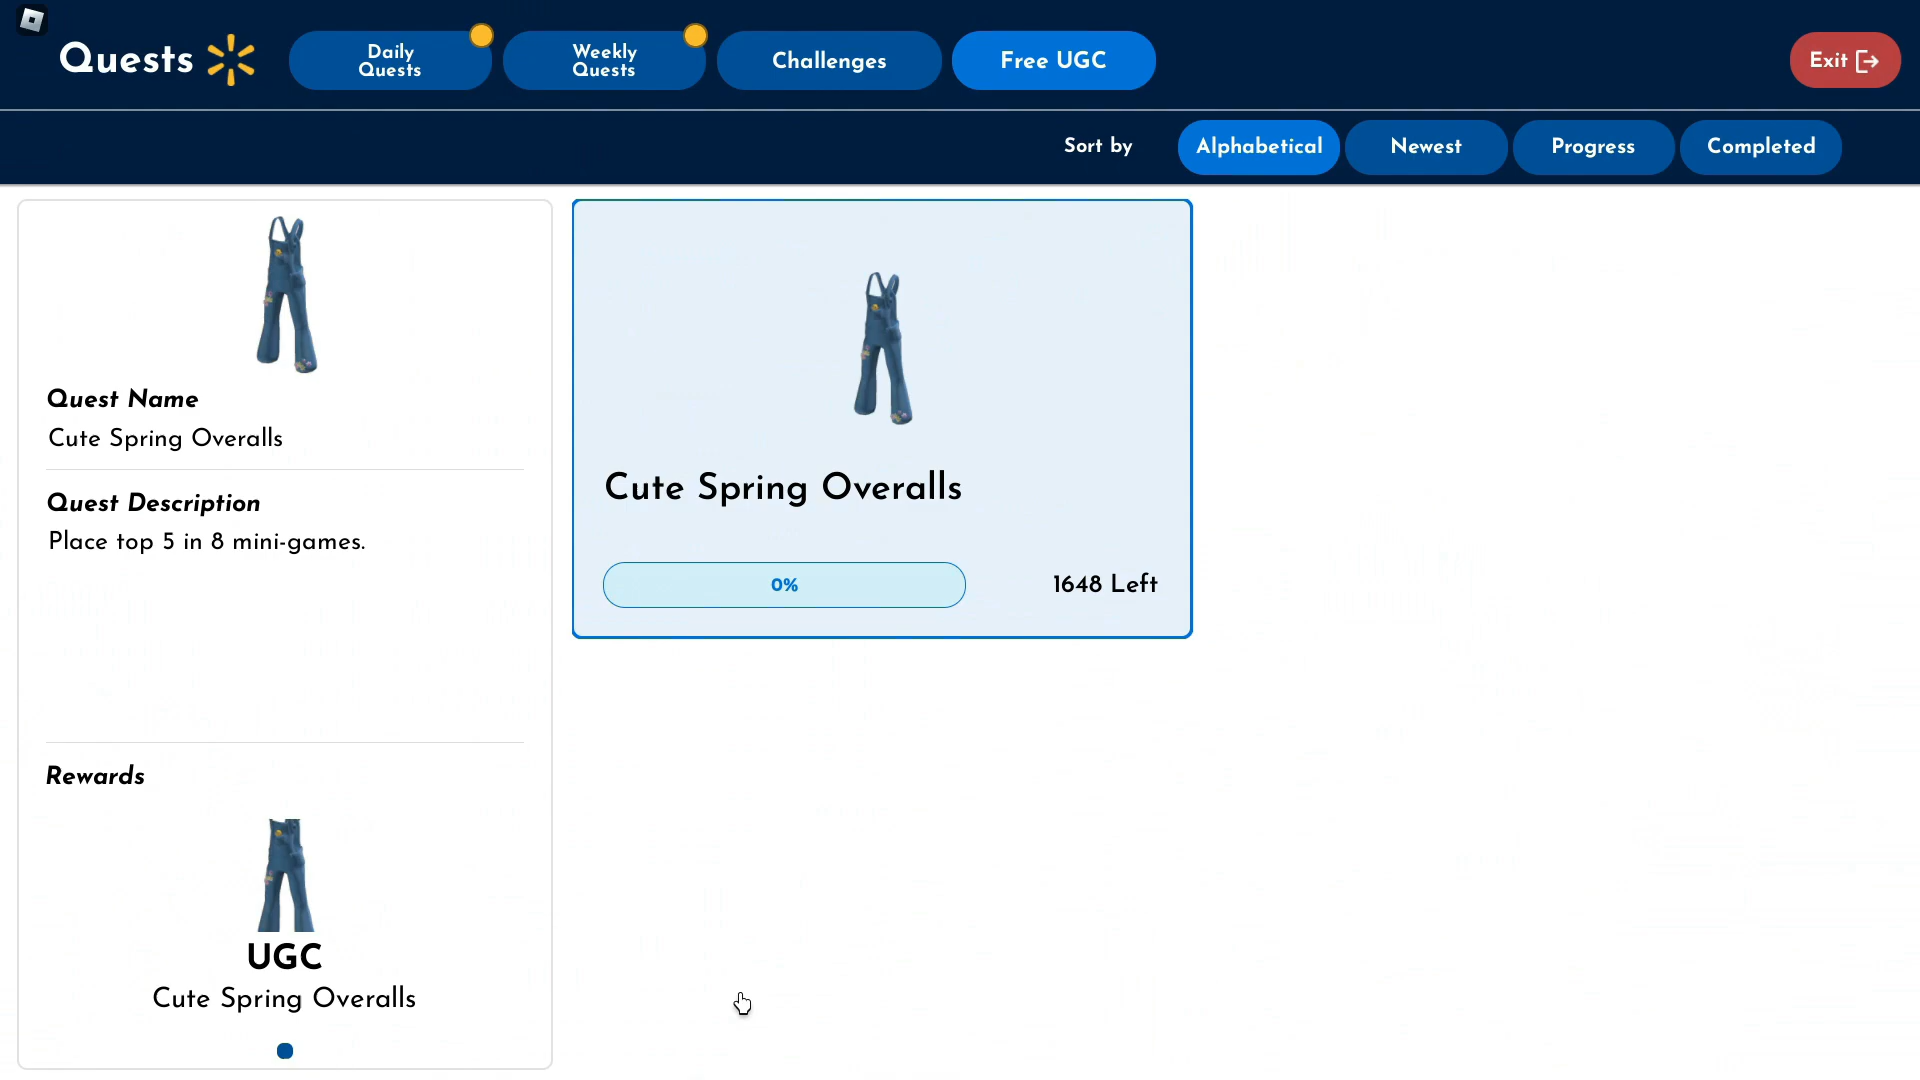 Quests
Daily
Quests
Weekly
Quests
Challenges
Free UGC
Exit
Sort by
Alphabetical
Newest
Progress
Completed
Quest Name
Cute Spring Overalls
Quest Description
Place top 5 in 8 mini-games.
Rewards
UGC
Cute Spring Overalls
Cute Spring Overalls
0%
1648 Left